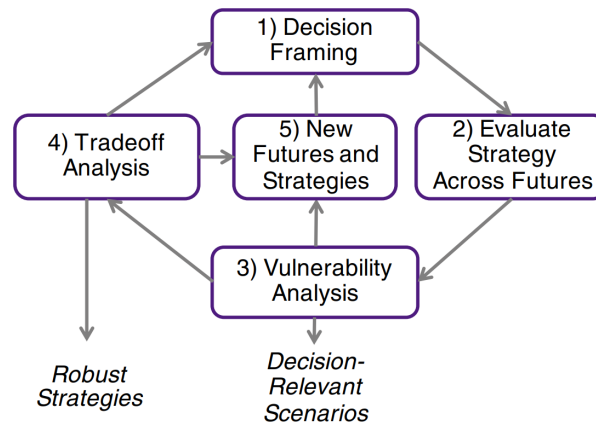 1) Decision
Framing
4) Tradeoff
Analysis
5) New
Futures and
Strategies
2) Evaluate
Strategy
Across Futures
3) Vulnerability
Analysis
Robust
Strategies
Decision-
Relevant
Scenarios